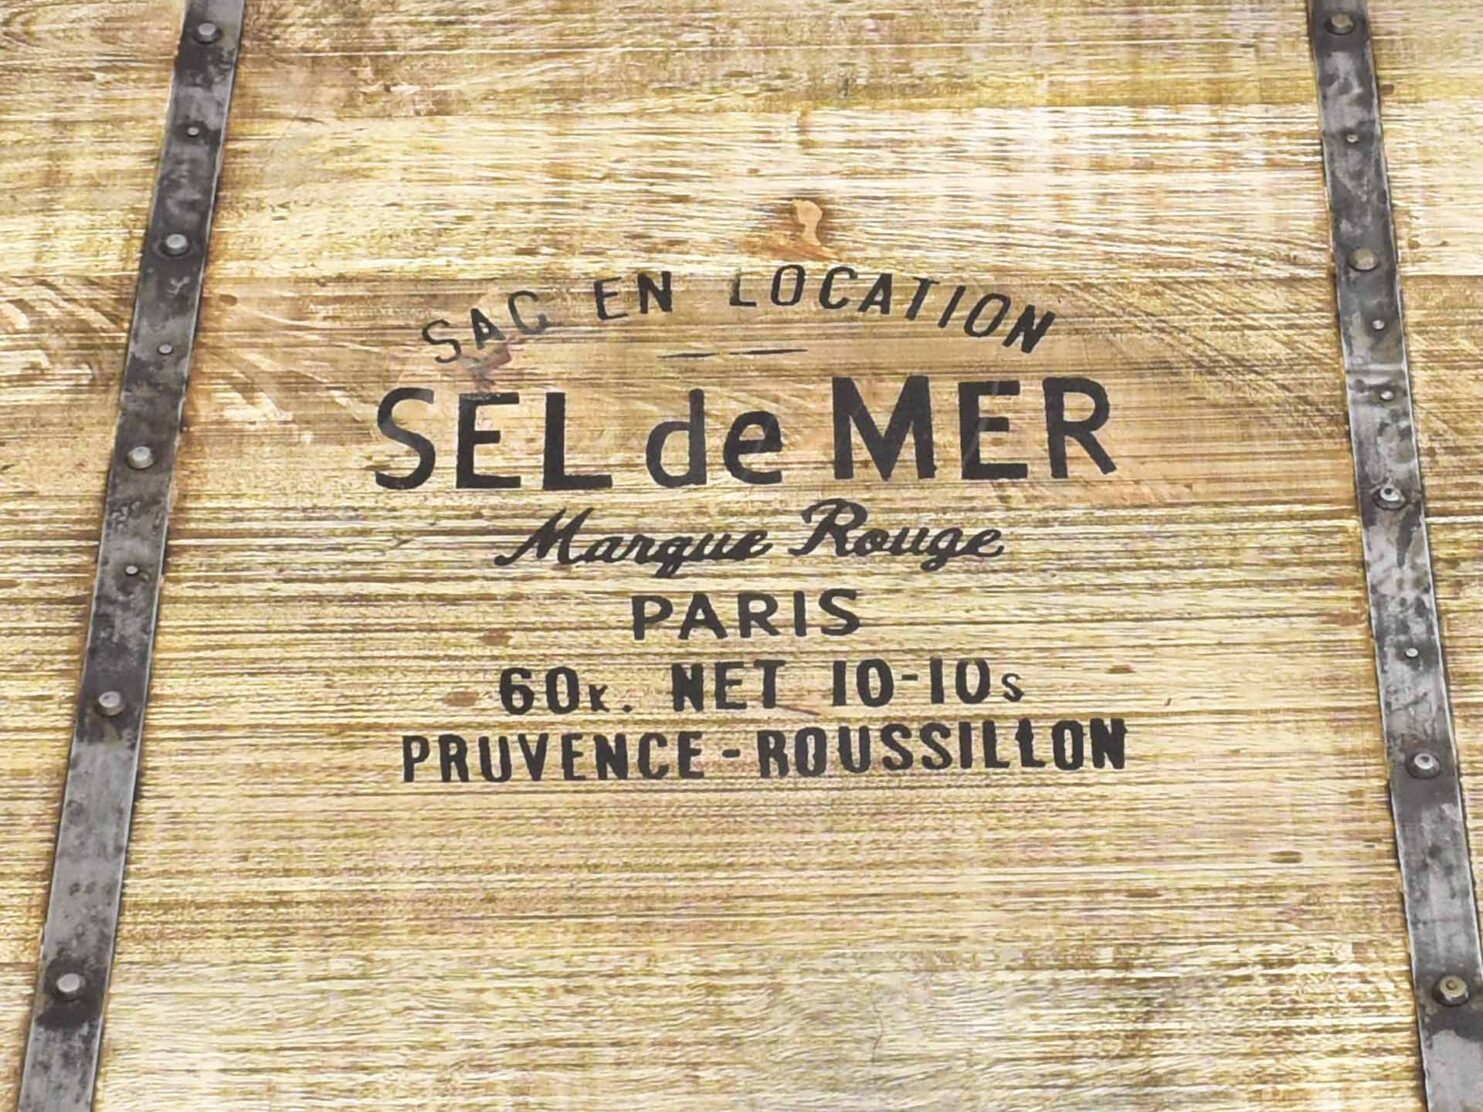 SAC EN LOCATION
SEL de MER
Marque Rouge
PARIS
60K. NET 10-10s
PRUVENCE-ROUSSILLON